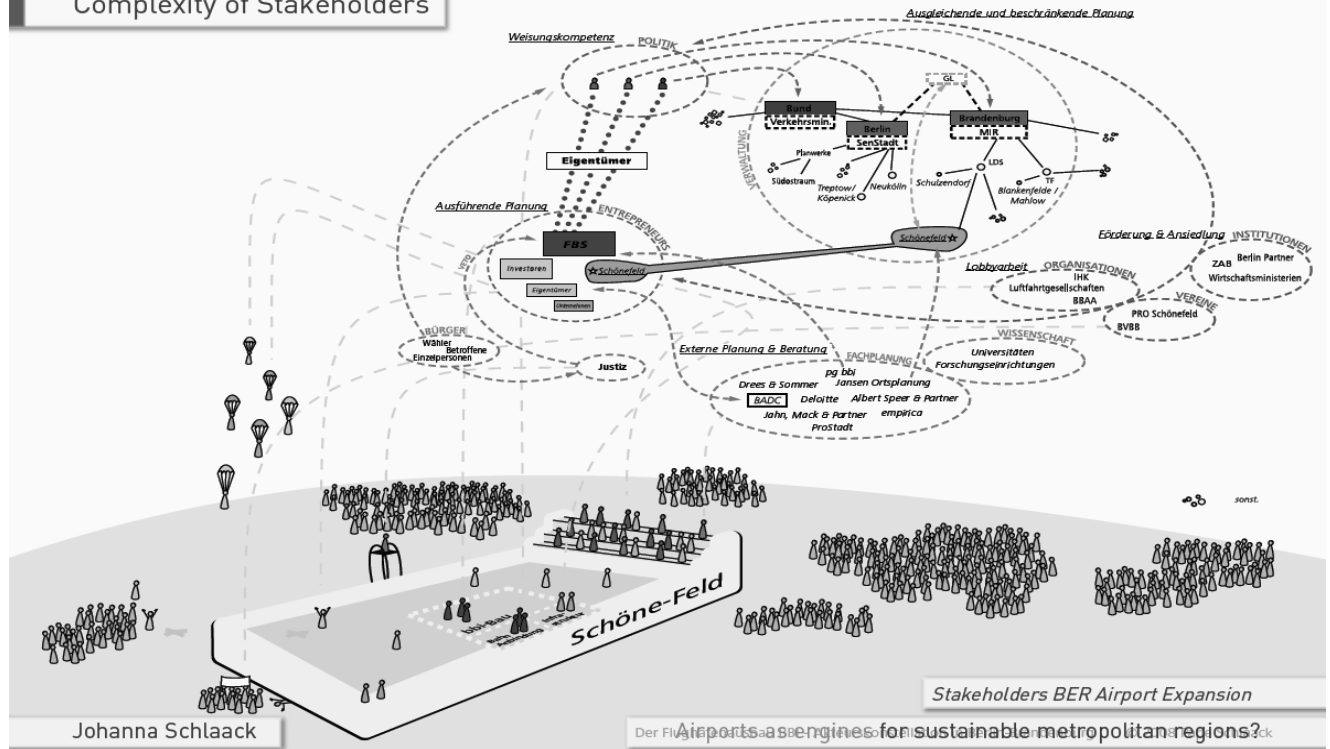 Complexity of Stakeholders
Ausgleichende und beschränkende Planung
Weisungskompetenz
POLITIK
GL
Bund
Verkehrsmin.
Berlin
SenStadt
Brandenburg
MIR
VERWALTUNG
Planwerke
Südostraum
Treptow/
Köpenick
Neukölln
Schulzendorf
LDS
TF
Blankenfelde /
Mahlow
Eigentümer
Ausführende Planung
ENTREPRENEURS
FBS
Schönefeld
Schönefeld
Investoren
Eigentümer
Unternehmen
VETO
Förderung & Ansiedlung
INSTITUTIONEN
Berlin Partner
ZAB
Wirtschaftsministerien
Lobbyarbeit
ORGANISATIONEN
IHK
Luftfahrtgesellschaften
BBAA
VEREINE
PRO Schönefeld
BVBB
BÜRGER
Wähler
Betroffene
Einzelpersonen
Justiz
WISSENSCHAFT
Universitäten
Forschungseinrichtungen
Externe Planung & Beratung
FACHPLANUNG
pg bbi
Drees & Sommer
Jansen Ortsplanung
BADC
Deloitte
Albert Speer & Partner
Jahn, Mack & Partner
empirica
ProStadt
sonst.
bbi-Bau
Schöne-Feld
Stakeholders BER Airport Expansion
Johanna Schlaack
Airports as engines for sustainable metropolitan regions?